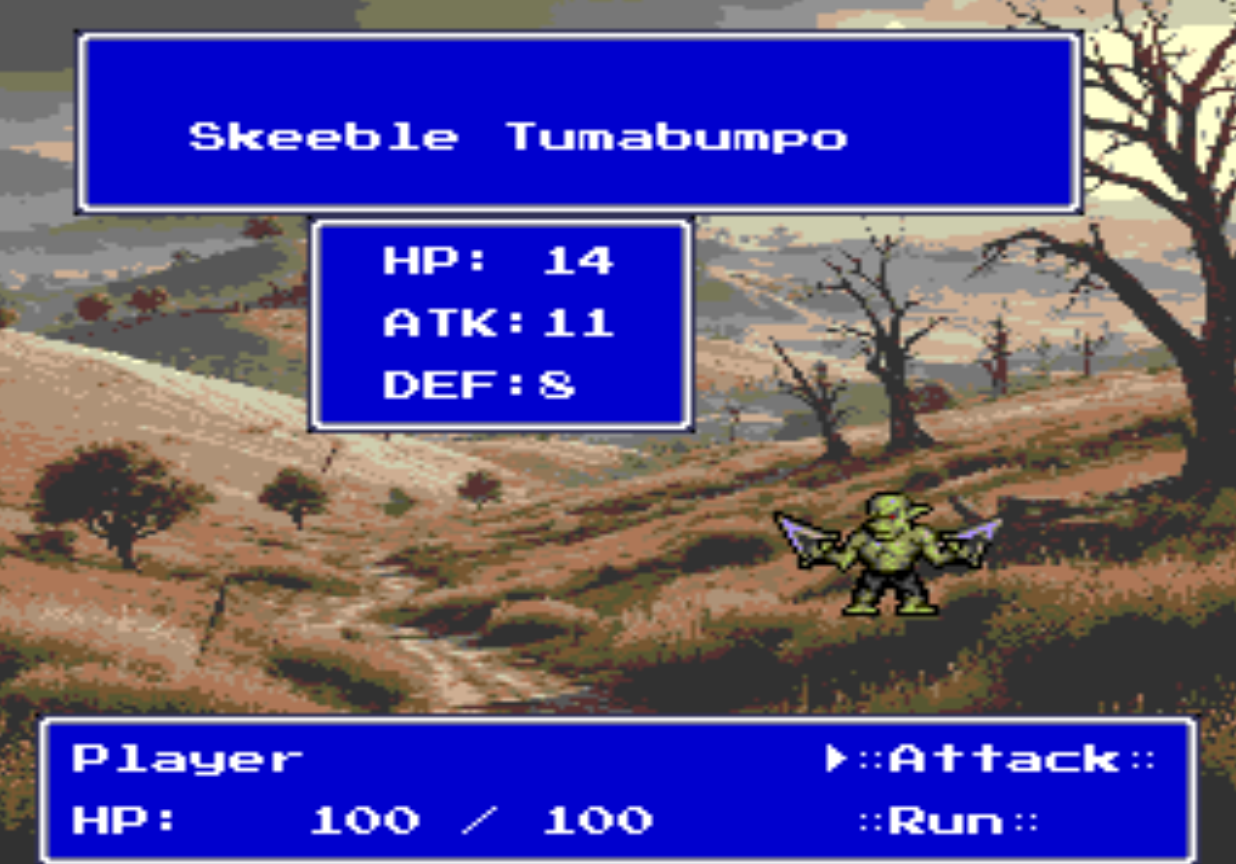 Skeeble Tumabumpo
HP: 14
ATK:11
DEF:8
Player
▶::Attack::
HP: 100 / 100
::Run::